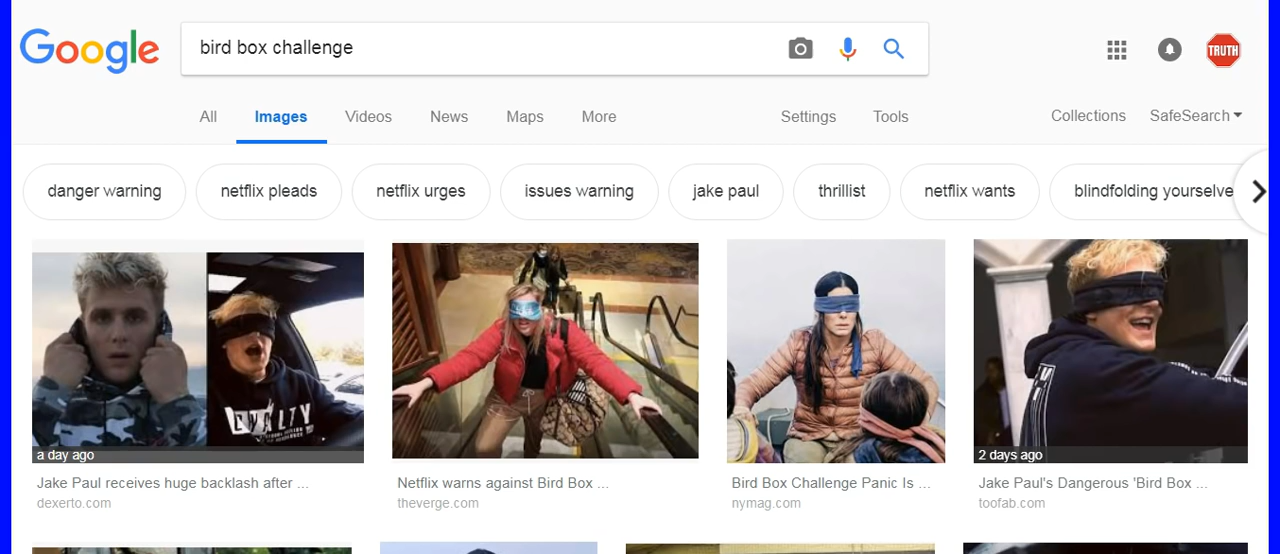 Google
bird box challenge
TRUTH
All Images Videos News Maps More Settings Tools Collections SafeSearch
danger warning netflix pleads netflix urges issues warning jake paul thrillist netflix wants blindfolding yourselve
a day ago
2 days ago
Jake Paul receives huge backlash after ...
dexerto.com
Netflix warns against Bird Box ...
theverge.com
Bird Box Challenge Panic Is ...
nymag.com
Jake Paul's Dangerous 'Bird Box ...
toofab.com